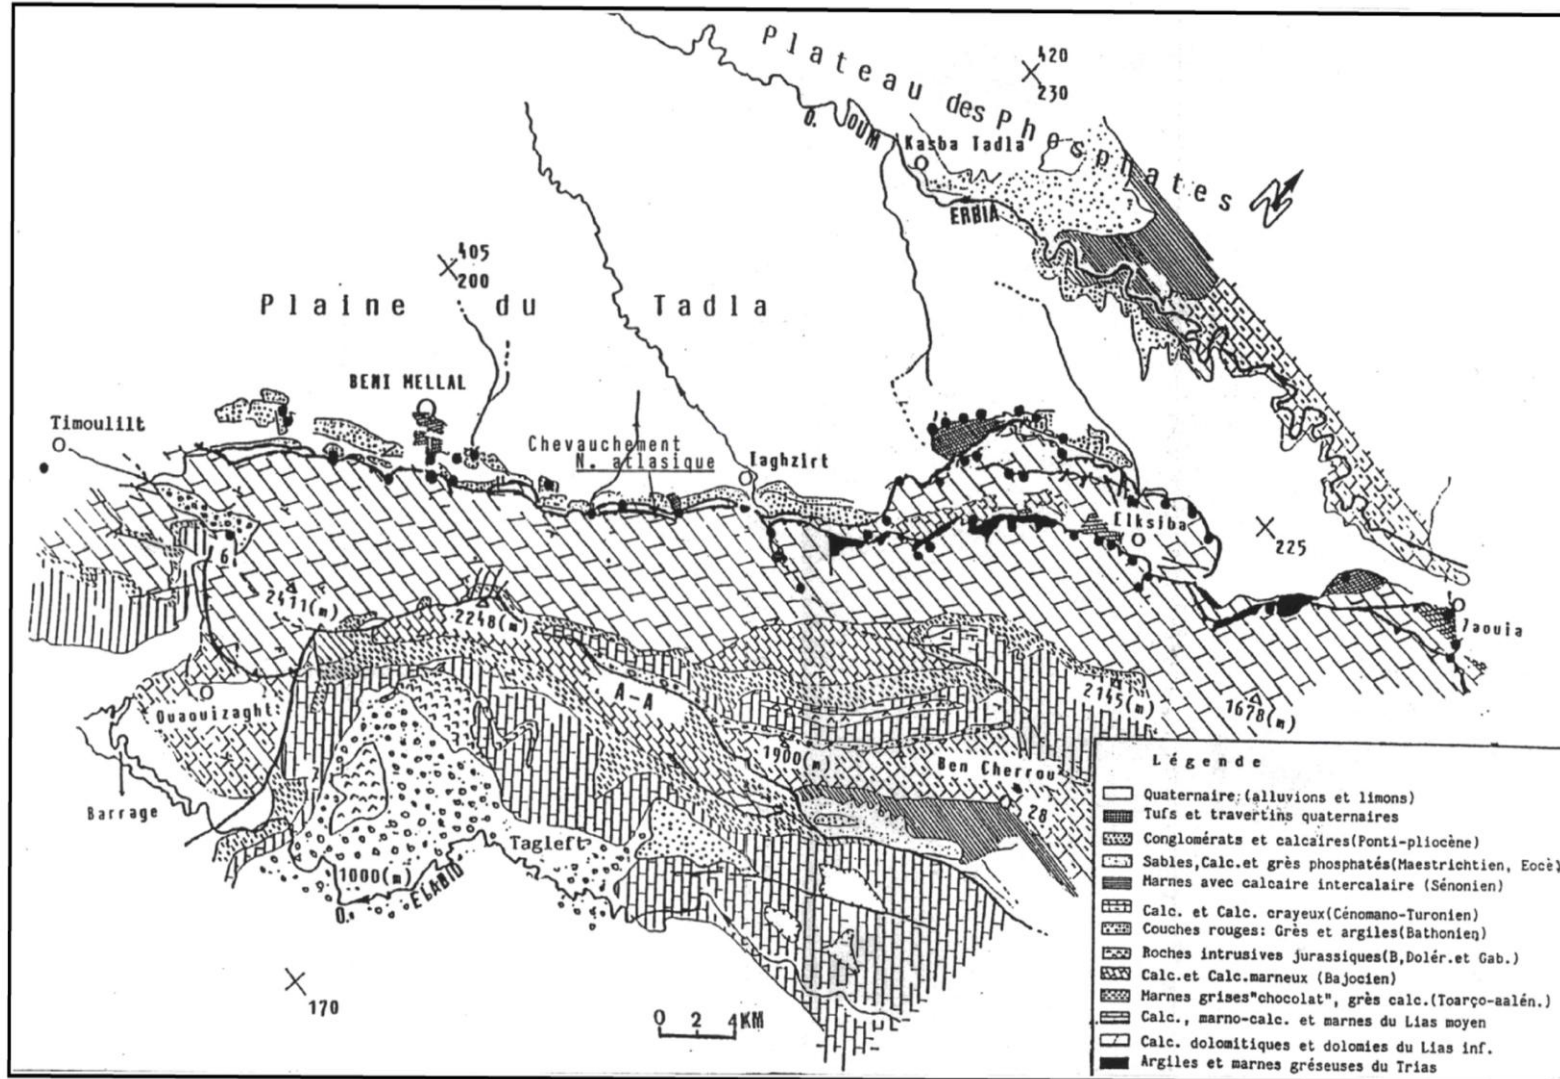 Plateau des Phosphates
420
230
O. OUM
Kasba Tadla
ERBIA
N
405
200
Plaine du Tadla
BENI MELLAL
Timoulilt
Chevauchement
N. atlasique
Taghzirt
Elksiba
225
6
2411(m)
2248(m)
Zaouia
A-A
2145(m)
1678(m)
Ouaouizaght
1900(m)
Ben Cherrou
28
Barrage
Tagleft
1000(m)
O. ELABID
170
0 2 4KM
Légende
Quaternaire (alluvions et limons)
Tufs et travertins quaternaires
Conglomérats et calcaires(Ponti-pliocène)
Sables,Calc.et grès phosphatés(Maestrichtien, Eocè)
Marnes avec calcaire intercalaire (Sénonien)
Calc. et Calc. crayeux(Cénomano-Turonien)
Couches rouges: Grès et argiles(Bathonien)
Roches intrusives jurassiques(B,Dolér.et Gab.)
Calc.et Calc.marneux (Bajocien)
Marnes grises"chocolat", grès calc.(Toarço-aalén.)
Calc., marno-calc. et marnes du Lias moyen
Calc. dolomitiques et dolomies du Lias inf.
Argiles et marnes gréseuses du Trias